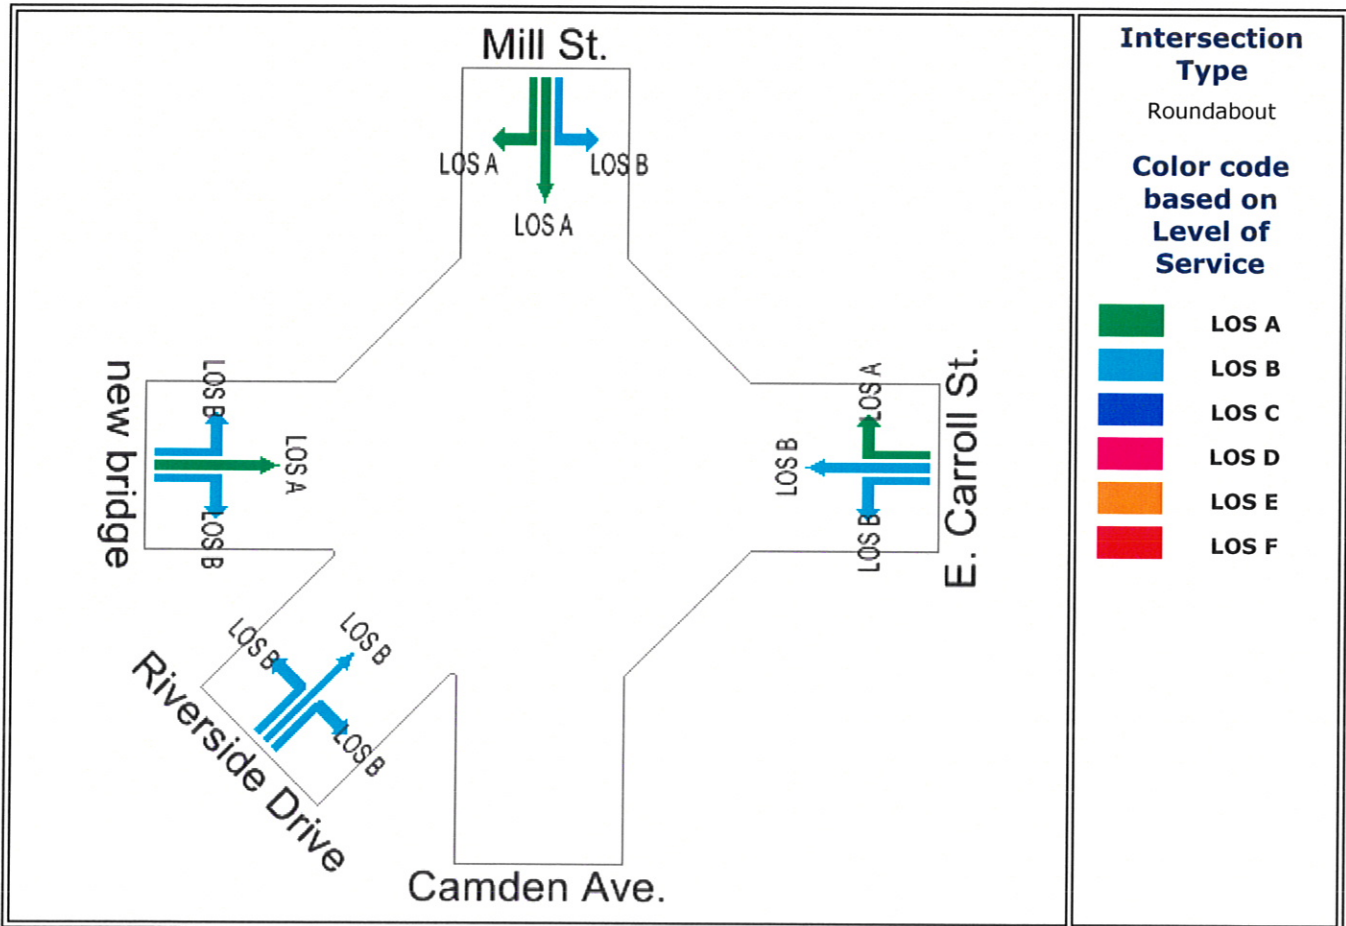 Mill St.
LOS A
LOS B
LOS A
new bridge
LOS B
LOS A
LOS B
LOS A
LOS B
LOS B
E. Carroll St.
LOS B
LOS B
LOS B
Riverside Drive
Camden Ave.
Intersection
Type
Roundabout
Color code
based on
Level of
Service
LOS A
LOS B
LOS C
LOS D
LOS E
LOS F